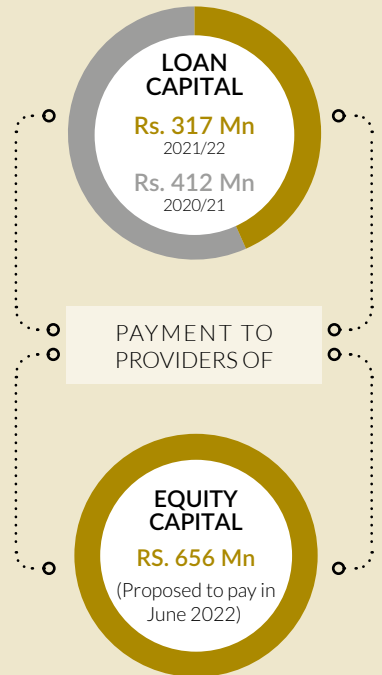 LOAN
CAPITAL
Rs. 317 Mn
2021/22
Rs. 412 Mn
2020/21
PAYMENT TO
PROVIDERS OF
EQUITY
CAPITAL
RS. 656 Mn
(Proposed to pay in
June 2022)